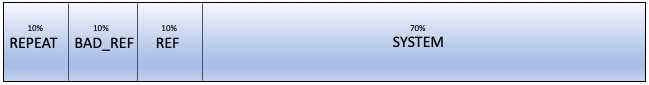 10%
REPEAT
10%
BAD_REF
10%
REF
70%
SYSTEM